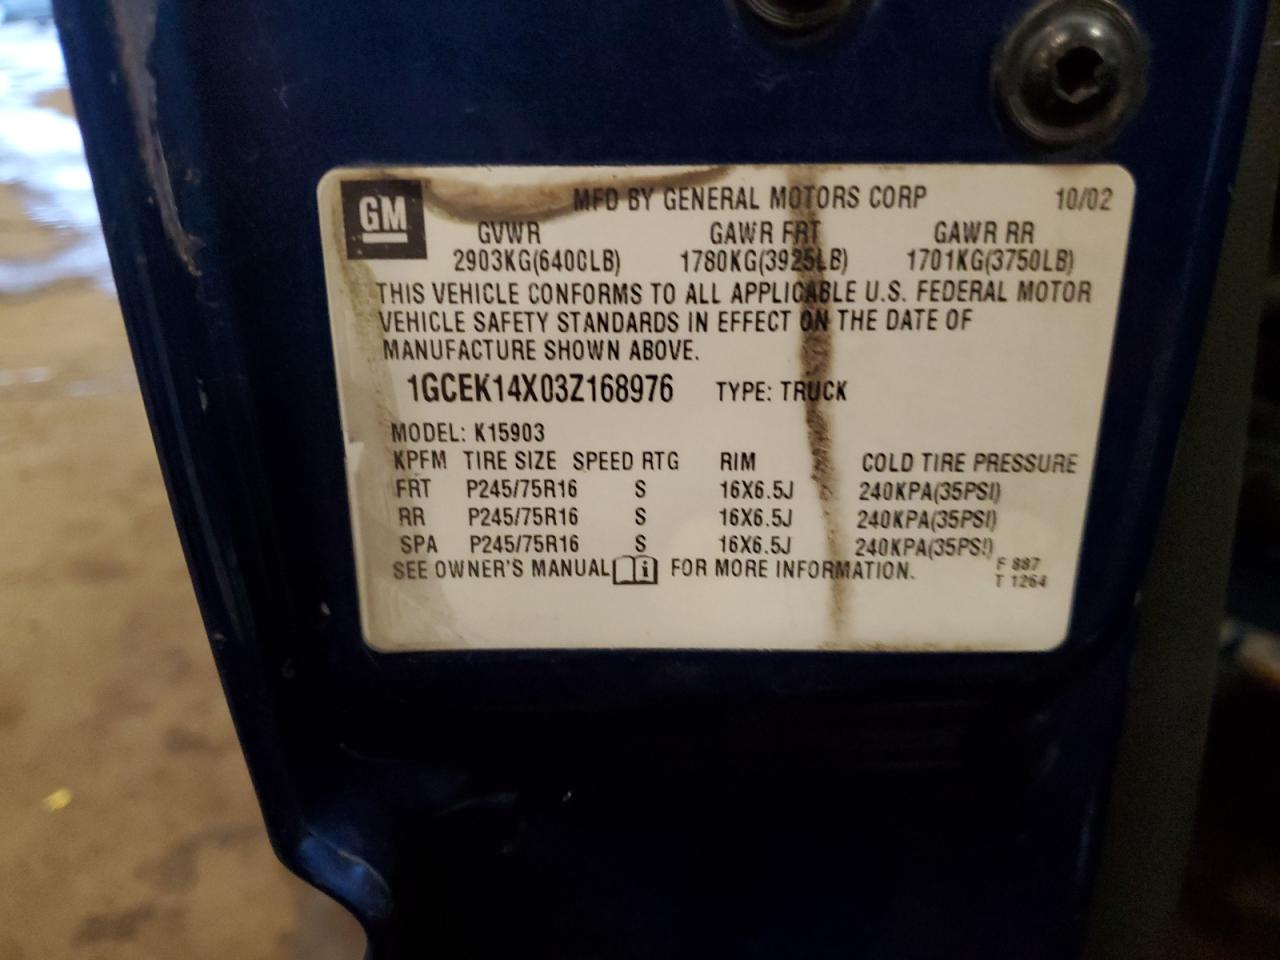 GM
MFD BY GENERAL MOTORS CORP 10/02
GVWR GAWR FRT GAWR RR
2903KG(6400LB) 1780KG(3925LB) 1701KG(3750LB)
THIS VEHICLE CONFORMS TO ALL APPLICABLE U.S. FEDERAL MOTOR
VEHICLE SAFETY STANDARDS IN EFFECT ON THE DATE OF
MANUFACTURE SHOWN ABOVE.
1GCEK14X03Z168976 TYPE: TRUCK
MODEL: K15903
KPFM TIRE SIZE SPEED RTG RIM COLD TIRE PRESSURE
FRT P245/75R16 S 16X6.5J 240KPA(35PSI)
RR P245/75R16 S 16X6.5J 240KPA(35PSI)
SPA P245/75R16 S 16X6.5J 240KPA(35PSI)
SEE OWNER'S MANUAL i FOR MORE INFORMATION.
F 887
T 1264